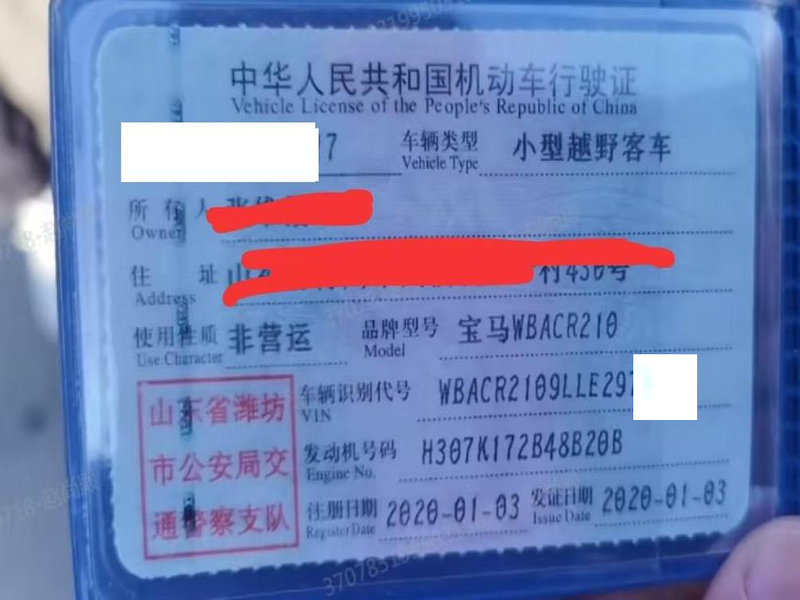 中华人民共和国机动车行驶证
Vehicle License of the People's Republic of China
17 车辆类型 小型越野客车
Vehicle Type
所有人
Owner
住址 村430号
Address
使用性质 非营运 品牌型号 宝马WBACR210
Use Character Model
山东省潍坊
市公安局交
通警察支队
车辆识别代号 WBACR2109LLE297
VIN
发动机号码 H307K172B48B20B
Engine No.
注册日期 2020-01-03 发证日期 2020-01-03
Register Date Issue Date